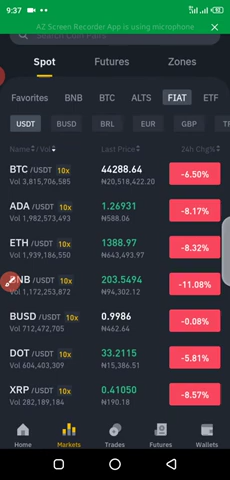 9:37
AZ Screen Recorder App is using microphone
Search Coin Pairs
Spot Futures Zones
Favorites BNB BTC ALTS FIAT ETF
USDT BUSD BRL EUR GBP
Name / Vol Last Price 24h Chg%
BTC /USDT 10x 44288.64 -6.50%
Vol 3,815,706,585 ₦20,518,422.20
ADA /USDT 10x 1.26931 -8.17%
Vol 1,982,573,493 ₦588.06
ETH /USDT 10x 1388.97 -8.32%
Vol 1,939,186,550 ₦643,493.97
BNB /USDT 10x 203.5494 -11.08%
Vol 1,172,253,872 ₦94,302.12
BUSD /USDT 10x 0.9986 -0.08%
Vol 712,472,705 ₦462.64
DOT /USDT 10x 33.2115 -5.81%
Vol 604,403,309 ₦15,386.51
XRP /USDT 10x 0.41050 -8.57%
Vol 282,189,184 ₦190.18
Home Markets Trades Futures Wallets